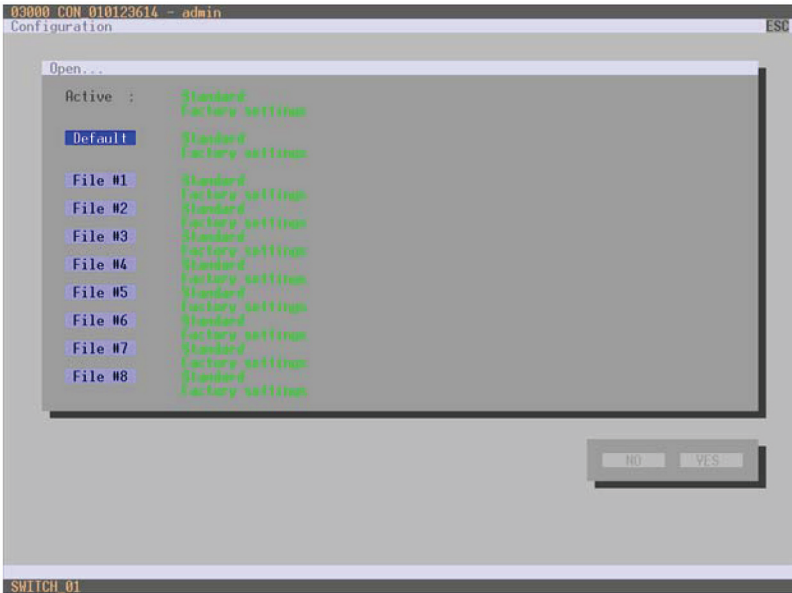 03000 CON 010123614 - admin
Configuration ESC
Open...
Active : Standard
Factory settings
Default Standard
Factory settings
File #1 Standard
Factory settings
File #2 Standard
Factory settings
File #3 Standard
Factory settings
File #4 Standard
Factory settings
File #5 Standard
Factory settings
File #6 Standard
Factory settings
File #7 Standard
Factory settings
File #8 Standard
Factory settings
NO YES
SWITCH_01